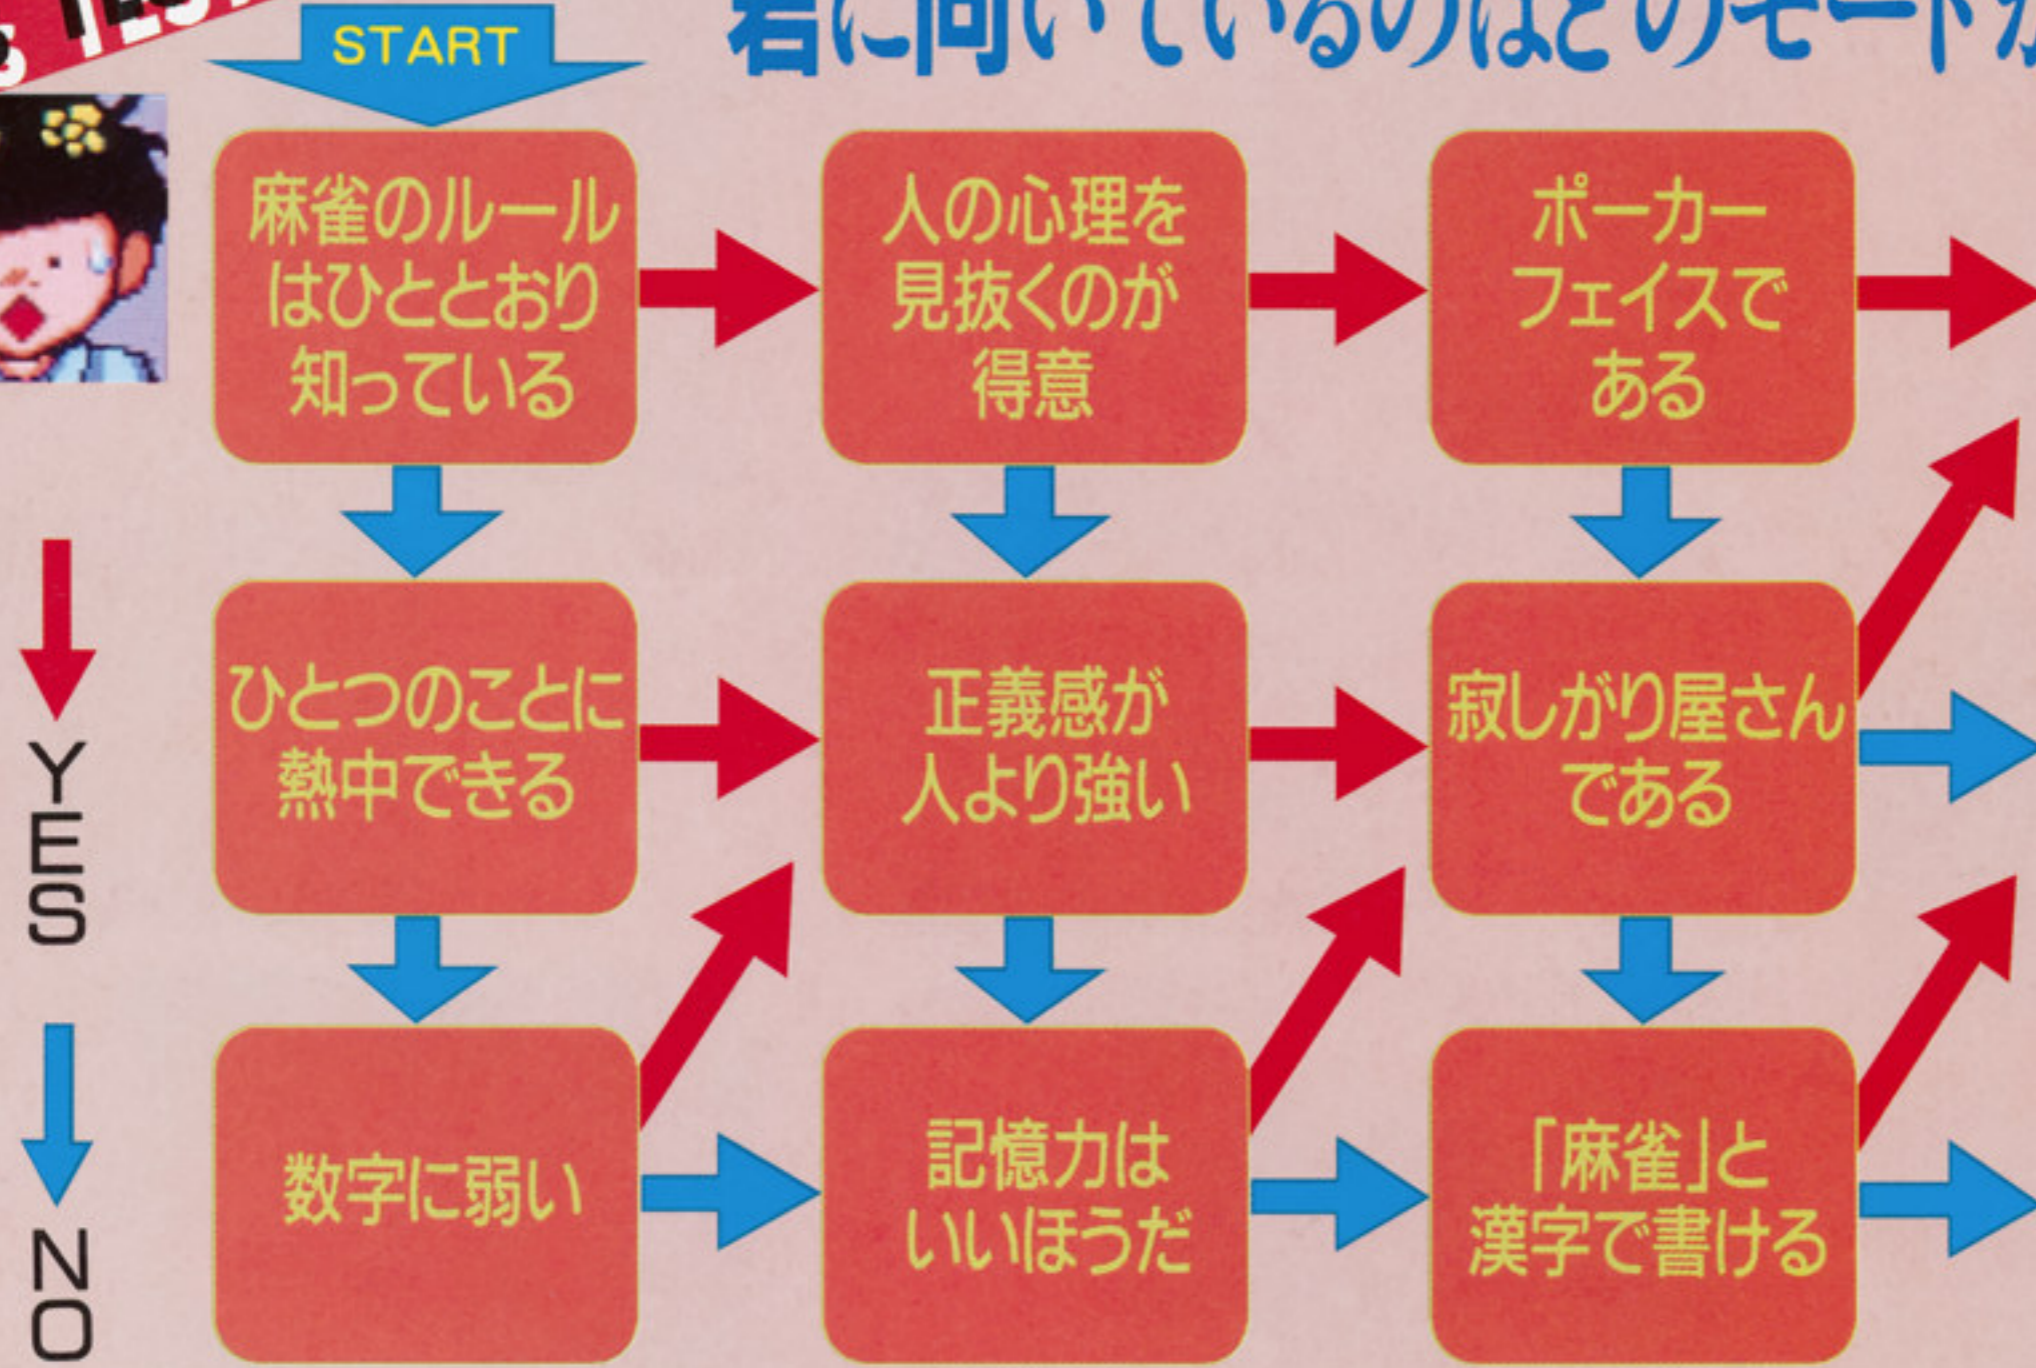 TEST
START
君に向いているのはどのモードか
麻雀のルール
はひととおり
知っている
人の心理を
見抜くのが
得意
ポーカー
フェイスで
ある
ひとつのことに
熱中できる
正義感が
人より強い
寂しがり屋さん
である
数字に弱い
記憶力は
いいほうだ
「麻雀」と
漢字で書ける
YES
NO